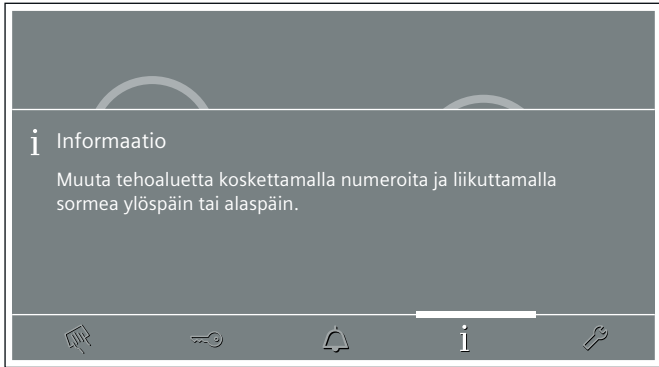 i Informaatio
Muuta tehoaluetta koskettamalla numeroita ja liikuttamalla
sormea ylöspäin tai alaspäin.
i